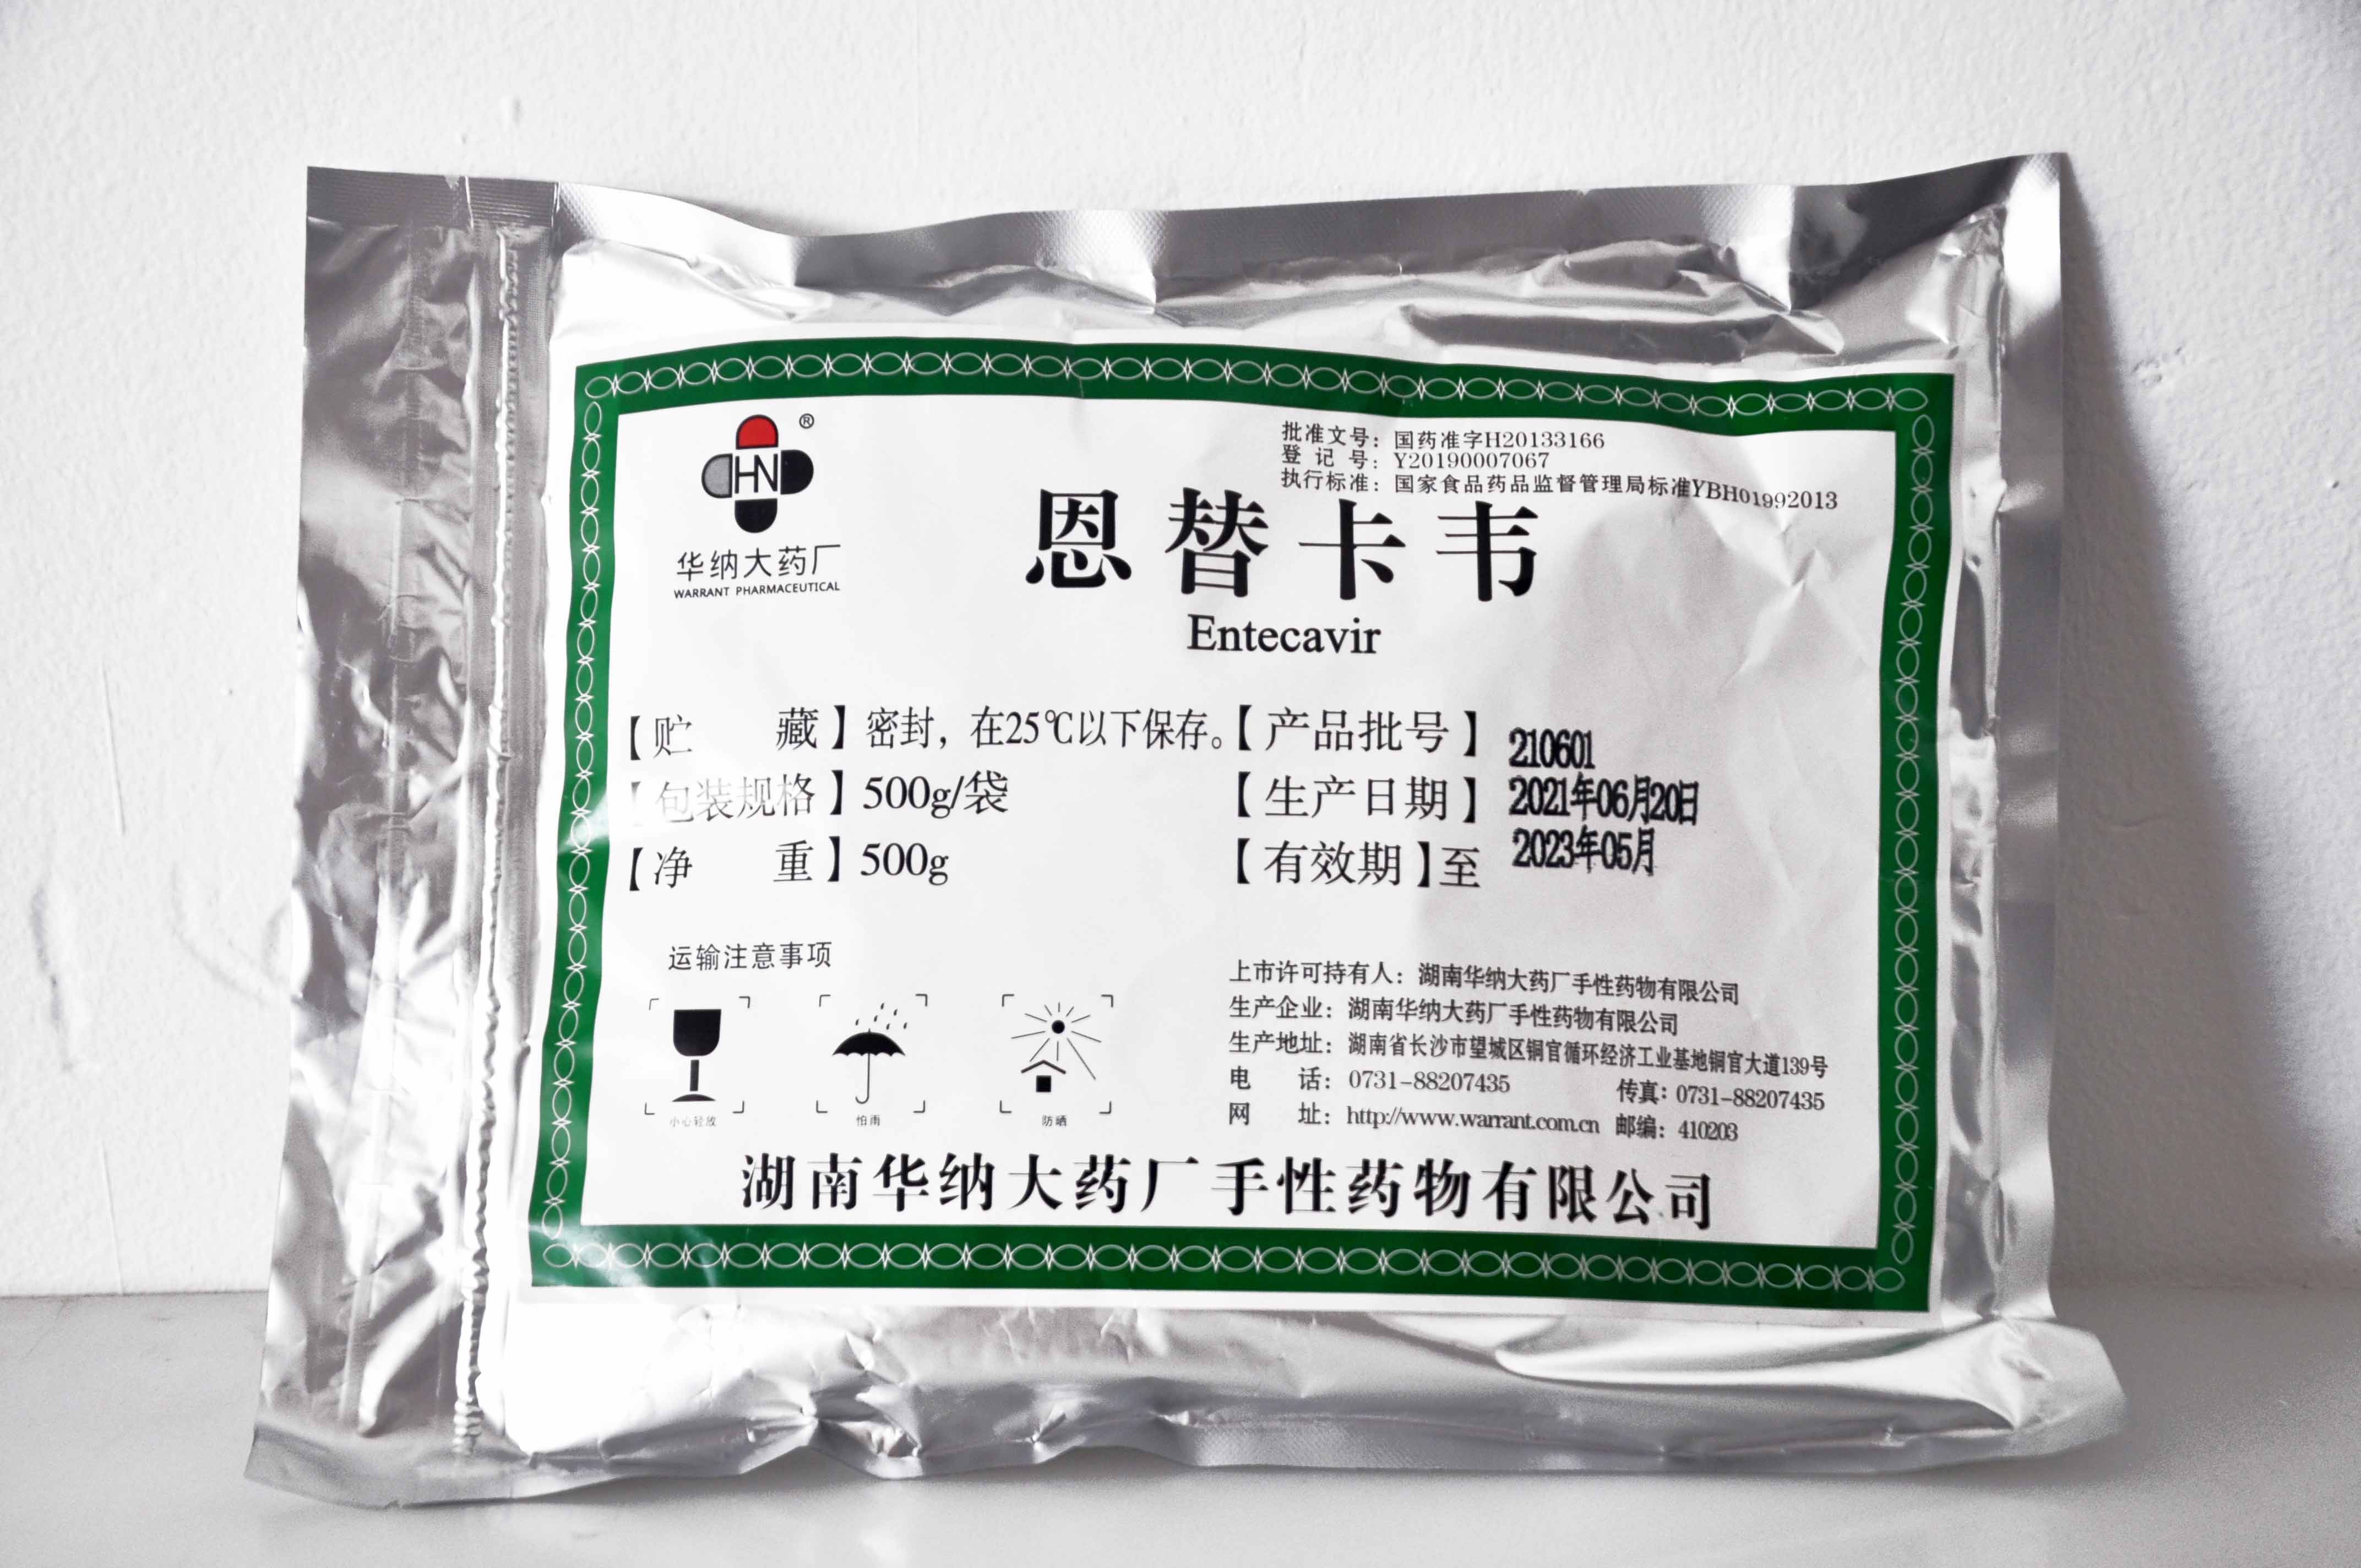 HN®
华纳大药厂
WARRANT PHARMACEUTICAL
批准文号：国药准字H20133166
登记号：Y20190007067
执行标准：国家食品药品监督管理局标准YBH01992013
恩替卡韦
Entecavir
【贮藏】密封，在25℃以下保存。
【包装规格】500g/袋
【净重】500g
【产品批号】210601
【生产日期】2021年06月20日
【有效期】至 2023年05月
运输注意事项
小心轻放
怕雨
防晒
上市许可持有人：湖南华纳大药厂手性药物有限公司
生产企业：湖南华纳大药厂手性药物有限公司
生产地址：湖南省长沙市望城区铜官循环经济工业基地铜官大道139号
电话：0731-88207435 传真：0731-88207435
网址：http://www.warrant.com.cn 邮编：410203
湖南华纳大药厂手性药物有限公司